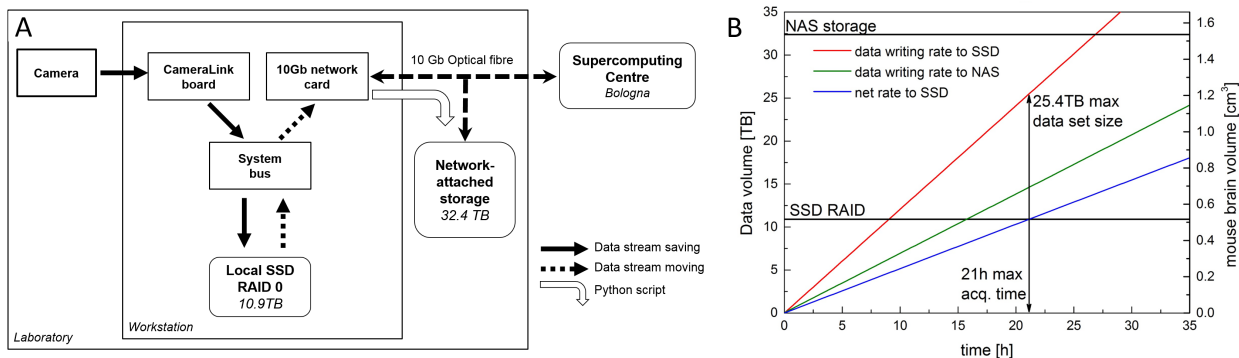 A
Camera
CameraLink
board
10Gb network
card
10 Gb Optical fibre
Supercomputing
Centre
Bologna
System
bus
Network-
attached
storage
32.4 TB
Local SSD
RAID 0
10.9TB
Data stream saving
Data stream moving
Python script
Workstation
Laboratory
B
NAS storage
data writing rate to SSD
data writing rate to NAS
net rate to SSD
25.4TB max
data set size
SSD RAID
21h max
acq. time
Data volume [TB]
35
30
25
20
15
10
5
0
0 5 10 15 20 25 30 35
time [h]
1.6
1.4
1.2
1.0
0.8
0.6
0.4
0.2
0.0
mouse brain volume [cm³]